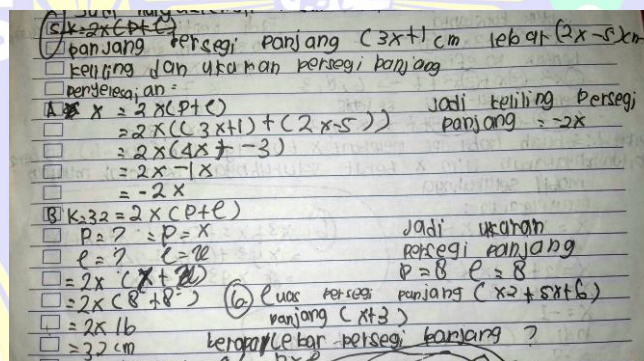 5) K = 2x(p+l)
panjang persegi panjang (3x+1 cm lebar (2x-5)cm
keliling dan ukuran persegi panjang
penyelesaian =
A x = 2x(p+l)
= 2x((3x+1)+(2x-5))
= 2x(4x+ -3)
= 2x -1x
= -2x
Jadi keliling persegi
panjang = -2x
B K=32 = 2x(p+l)
p=? = p=x
l=?
= 2x
= 2x(8+8)
= 2x16
= 32 cm
Jadi ukuran
persegi panjang
p=8 l=8
6. luas persegi panjang (x2+5x+6)
panjang (x+3)
berapa lebar persegi panjang ?